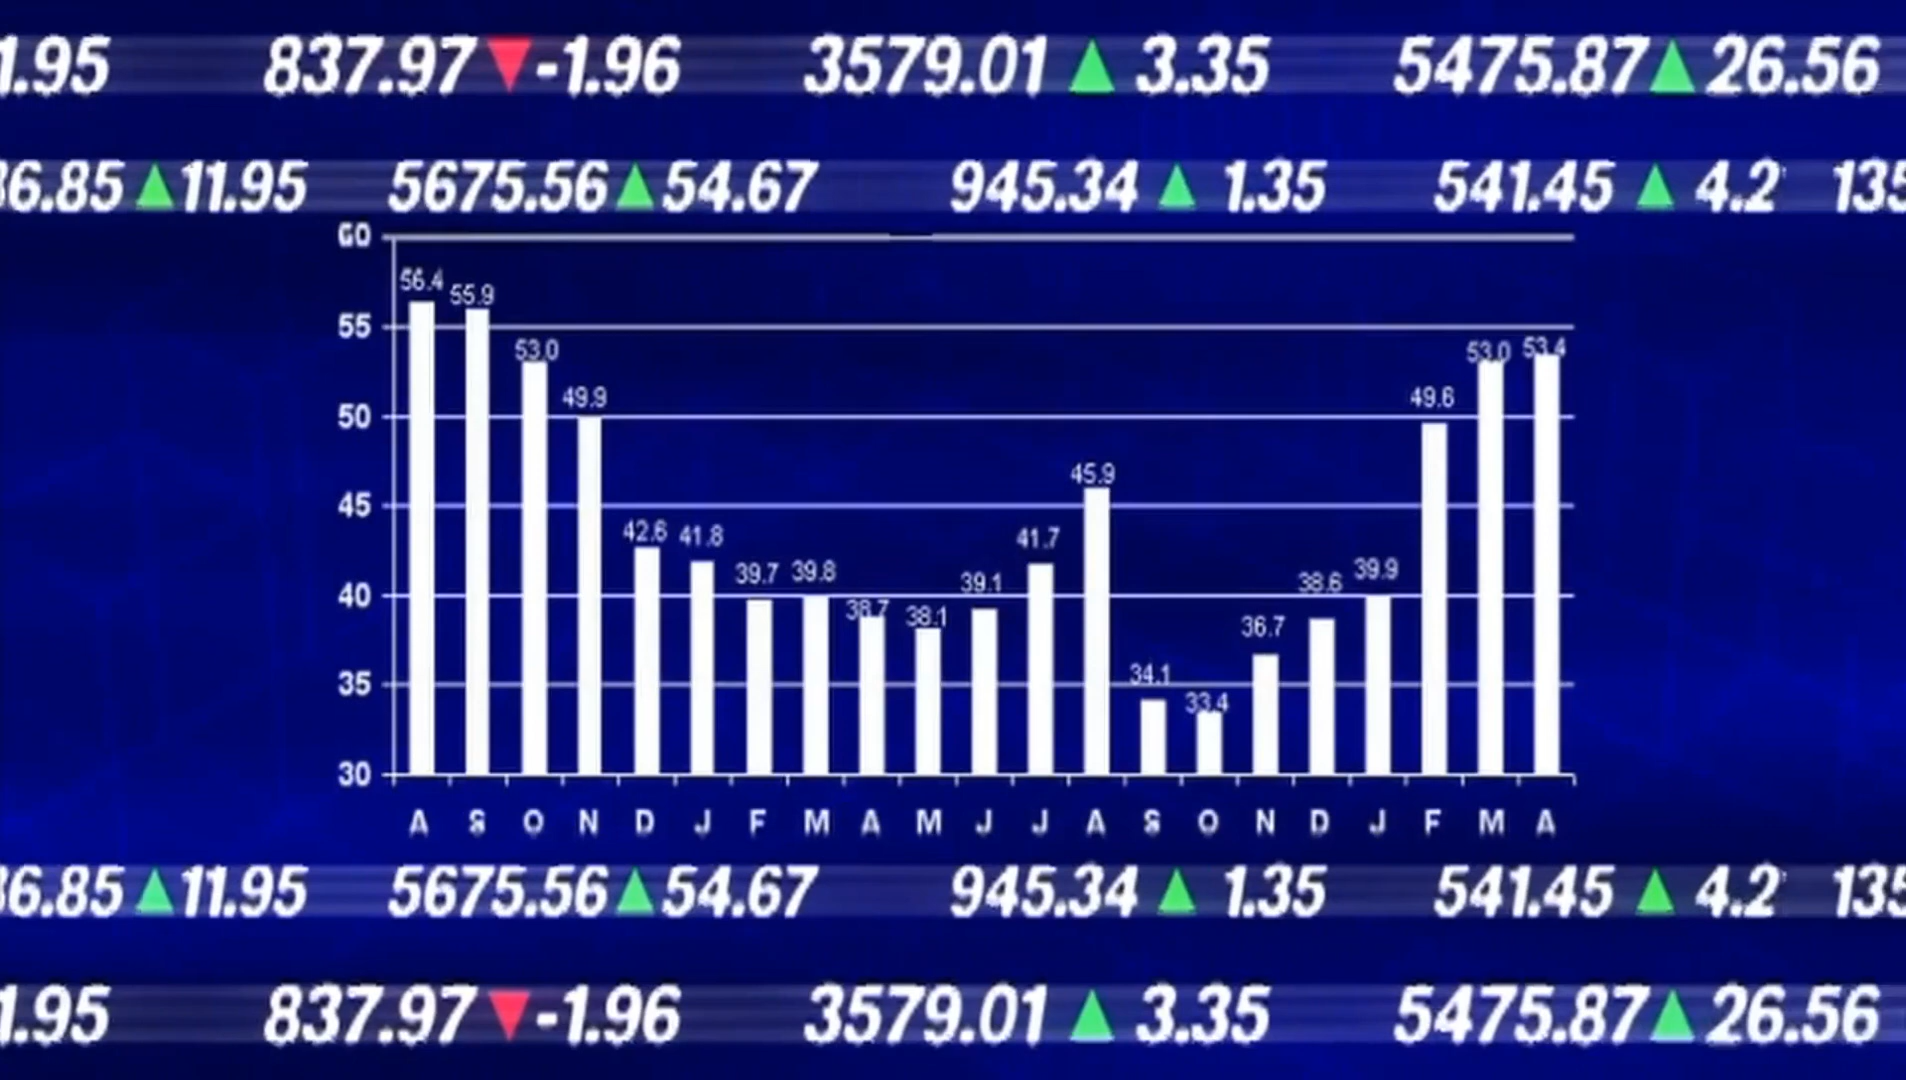 1.95 837.97 ▼ -1.96 3579.01 ▲ 3.35 5475.87 ▲ 26.56
36.85 ▲ 11.95 5675.56 ▲ 54.67 945.34 ▲ 1.35 541.45 ▲ 4.2 135
60
56.4 55.9
55
53.0 53.0 53.4
49.9 49.6
50
45.9
45
42.6 41.8 41.7
39.7 39.8 39.1 38.6 39.9
40
38.7 38.1 36.7
35
34.1
33.4
30
A S O N D J F M A M J J A S O N D J F M A
36.85 ▲ 11.95 5675.56 ▲ 54.67 945.34 ▲ 1.35 541.45 ▲ 4.2 135
1.95 837.97 ▼ -1.96 3579.01 ▲ 3.35 5475.87 ▲ 26.56